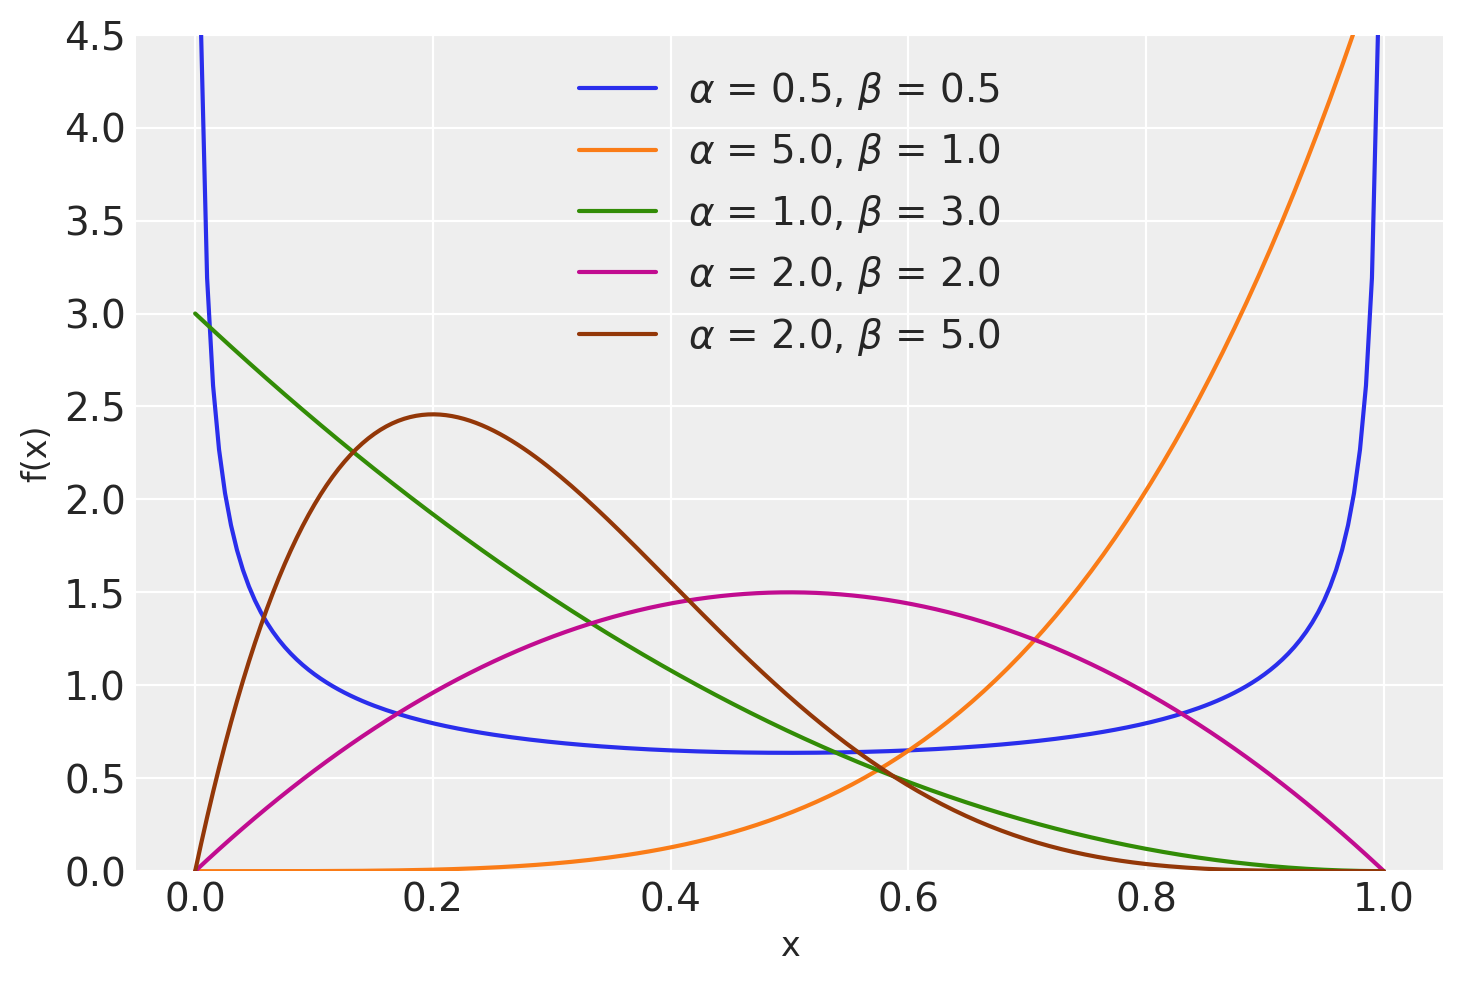 4.5
4.0
3.5
3.0
2.5
2.0
1.5
1.0
0.5
0.0
f(x)
α = 0.5, β = 0.5
α = 5.0, β = 1.0
α = 1.0, β = 3.0
α = 2.0, β = 2.0
α = 2.0, β = 5.0
0.0 0.2 0.4 0.6 0.8 1.0
x